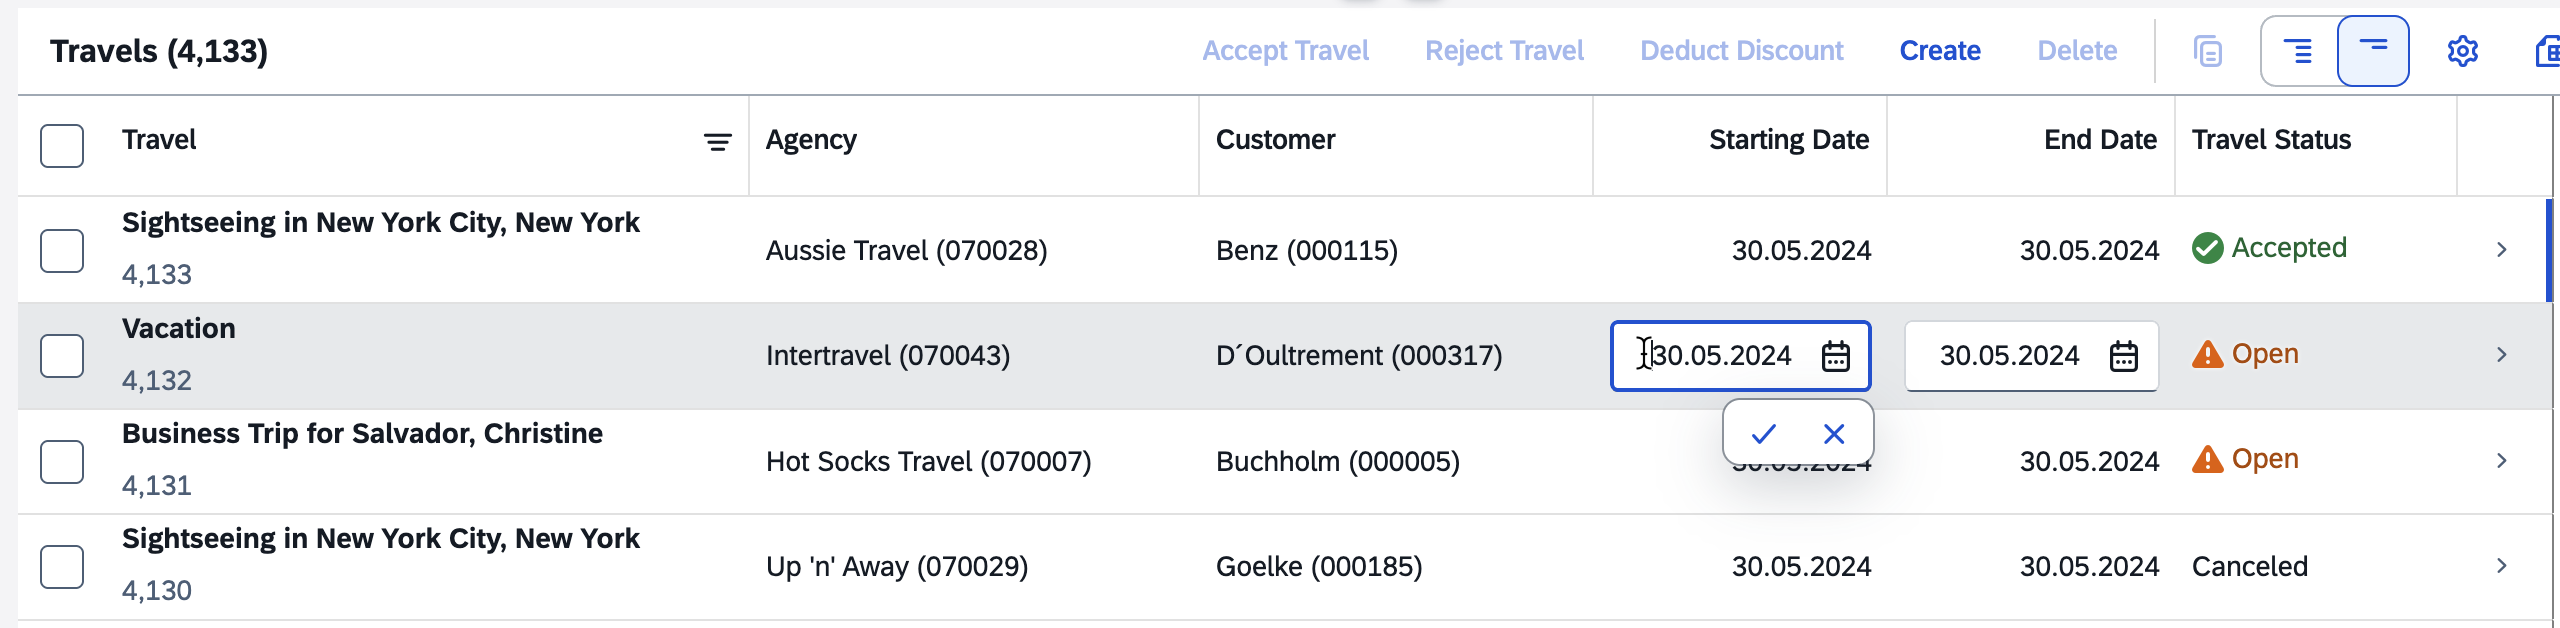 Travels (4,133)
Accept Travel Reject Travel Deduct Discount Create Delete
Travel Agency Customer Starting Date End Date Travel Status
Sightseeing in New York City, New York
4,133
Aussie Travel (070028) Benz (000115) 30.05.2024 30.05.2024 Accepted
Vacation
4,132
Intertravel (070043) D´Oultrement (000317) 30.05.2024 30.05.2024 Open
Business Trip for Salvador, Christine
4,131
Hot Socks Travel (070007) Buchholm (000005) 30.05.2024 Open
Sightseeing in New York City, New York
4,130
Up 'n' Away (070029) Goelke (000185) 30.05.2024 30.05.2024 Canceled